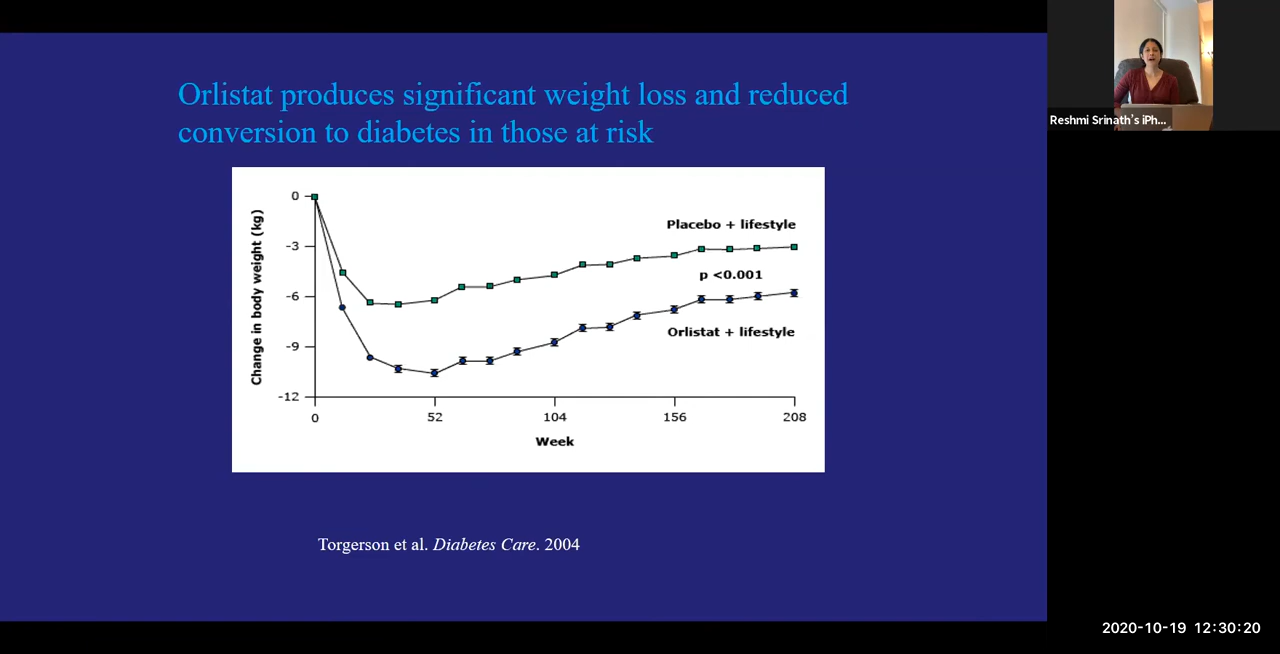 Orlistat produces significant weight loss and reduced
conversion to diabetes in those at risk
Reshmi Srinath's iPh...
Change in body weight (kg)
0
-3
-6
-9
-12
Placebo + lifestyle
p <0.001
Orlistat + lifestyle
0
52
104
156
208
Week
Torgerson et al. Diabetes Care. 2004
2020-10-19 12:30:20